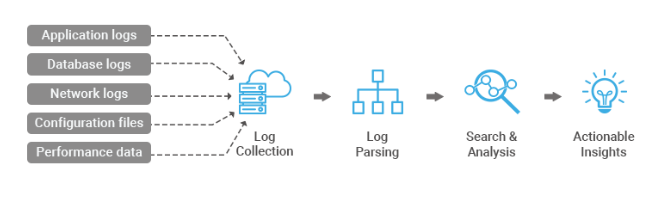 Application logs
Database logs
Network logs
Configuration files
Performance data
Log
Collection
Log
Parsing
Search &
Analysis
Actionable
Insights